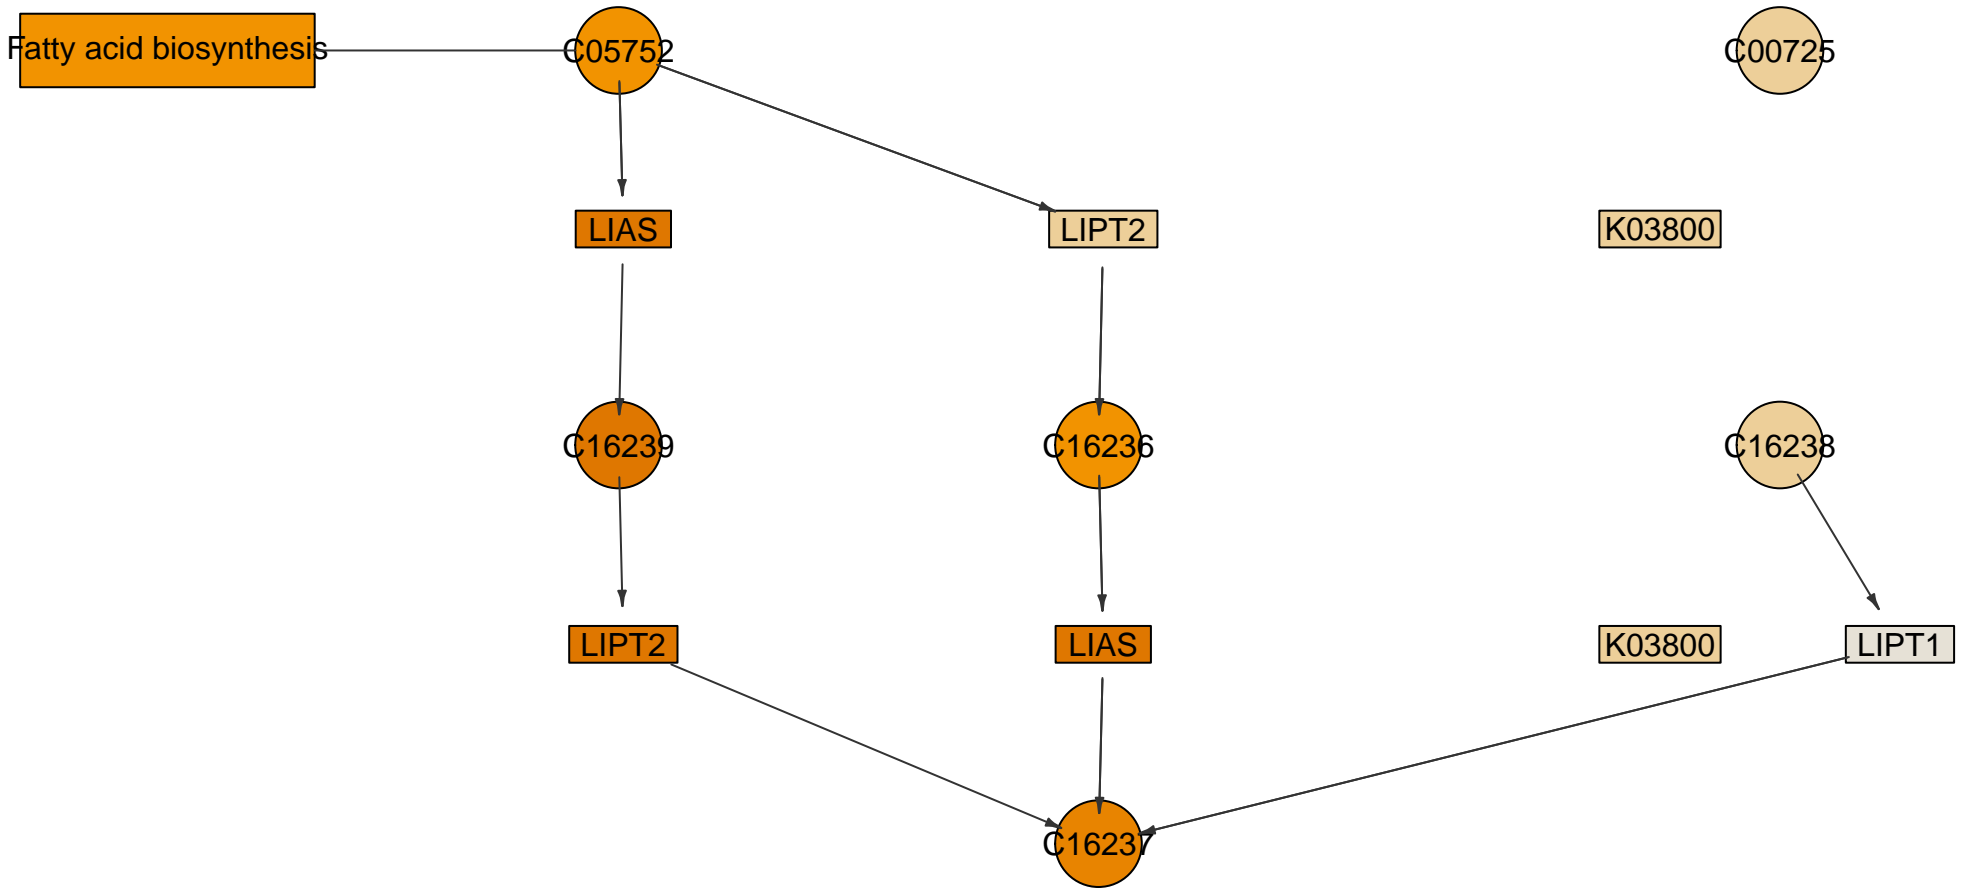 Fatty acid biosynthesis
C05752
C00725
LIAS
LIPT2
K03800
C16239
C16236
C16238
LIPT2
LIAS
K03800
LIPT1
C16237